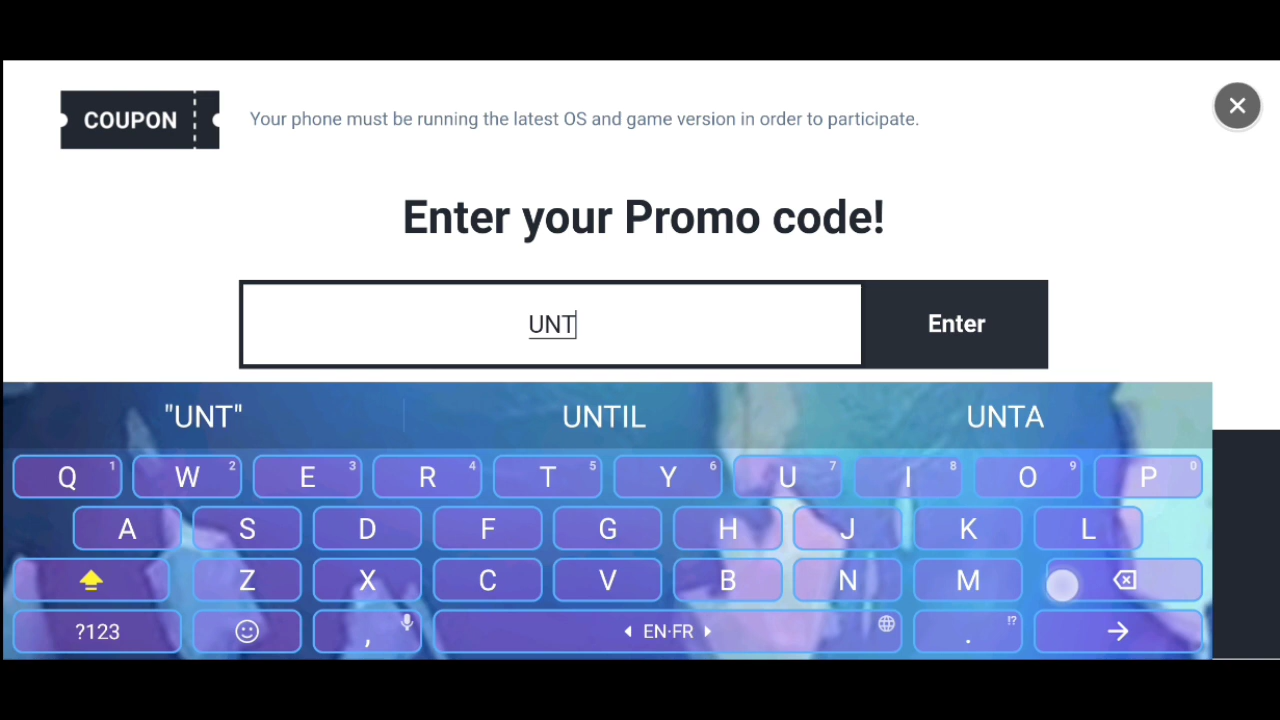 COUPON Your phone must be running the latest OS and game version in order to participate.
Enter your Promo code!
UNT Enter
"UNT" UNTIL UNTA
Q 1 W 2 E 3 R 4 T 5 Y 6 U 7 I 8 O 9 P 0
A S D F G H J K L
Z X C V B N M
?123 , EN·FR . !?